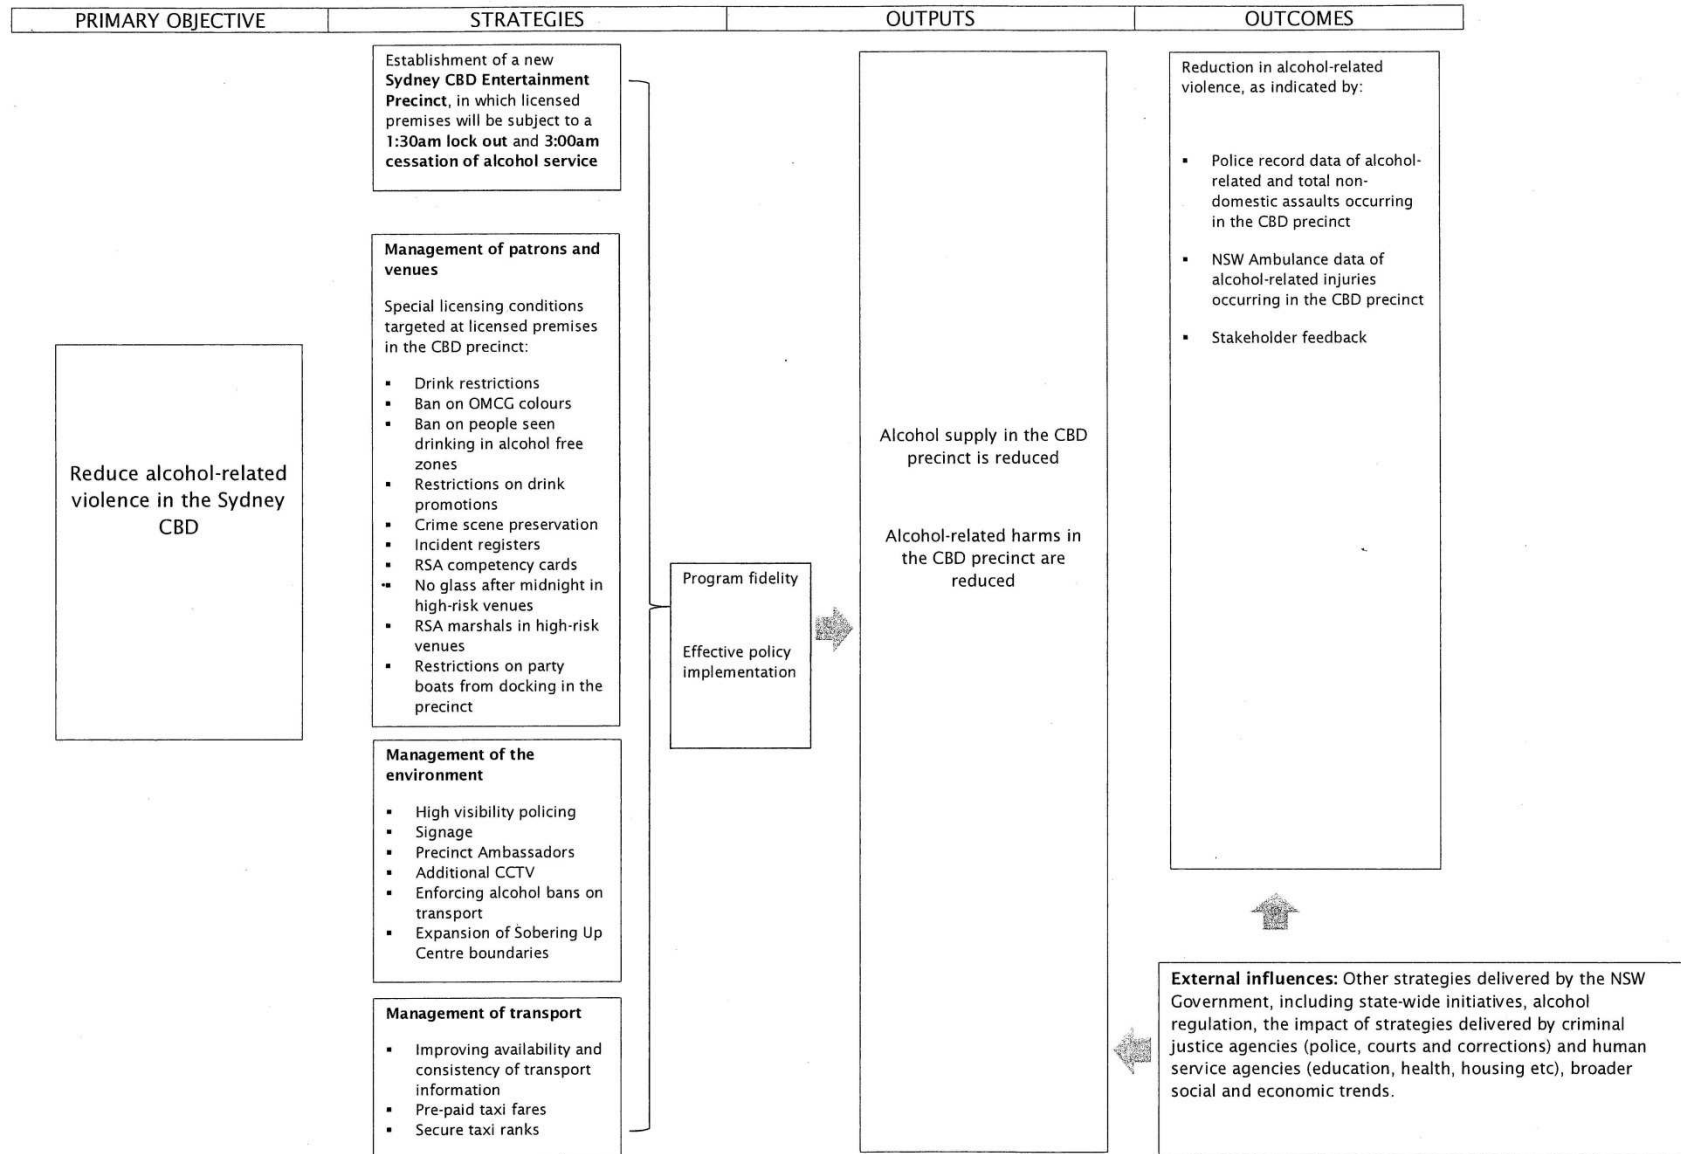 PRIMARY OBJECTIVE
STRATEGIES
OUTPUTS
OUTCOMES
Reduce alcohol-related
violence in the Sydney
CBD
Establishment of a new
Sydney CBD Entertainment
Precinct, in which licensed
premises will be subject to a
1:30am lock out and 3:00am
cessation of alcohol service
Management of patrons and
venues
Special licensing conditions
targeted at licensed premises
in the CBD precinct:
▪ Drink restrictions
▪ Ban on OMCG colours
▪ Ban on people seen
drinking in alcohol free
zones
▪ Restrictions on drink
promotions
▪ Crime scene preservation
▪ Incident registers
▪ RSA competency cards
▪ No glass after midnight in
high-risk venues
▪ RSA marshals in high-risk
venues
▪ Restrictions on party
boats from docking in the
precinct
Management of the
environment
▪ High visibility policing
▪ Signage
▪ Precinct Ambassadors
▪ Additional CCTV
▪ Enforcing alcohol bans on
transport
▪ Expansion of Sobering Up
Centre boundaries
Management of transport
▪ Improving availability and
consistency of transport
information
▪ Pre-paid taxi fares
▪ Secure taxi ranks
Program fidelity
Effective policy
implementation
Alcohol supply in the CBD
precinct is reduced
Alcohol-related harms in
the CBD precinct are
reduced
Reduction in alcohol-related
violence, as indicated by:
▪ Police record data of alcohol-
related and total non-
domestic assaults occurring
in the CBD precinct
▪ NSW Ambulance data of
alcohol-related injuries
occurring in the CBD precinct
▪ Stakeholder feedback
External influences: Other strategies delivered by the NSW
Government, including state-wide initiatives, alcohol
regulation, the impact of strategies delivered by criminal
justice agencies (police, courts and corrections) and human
service agencies (education, health, housing etc), broader
social and economic trends.